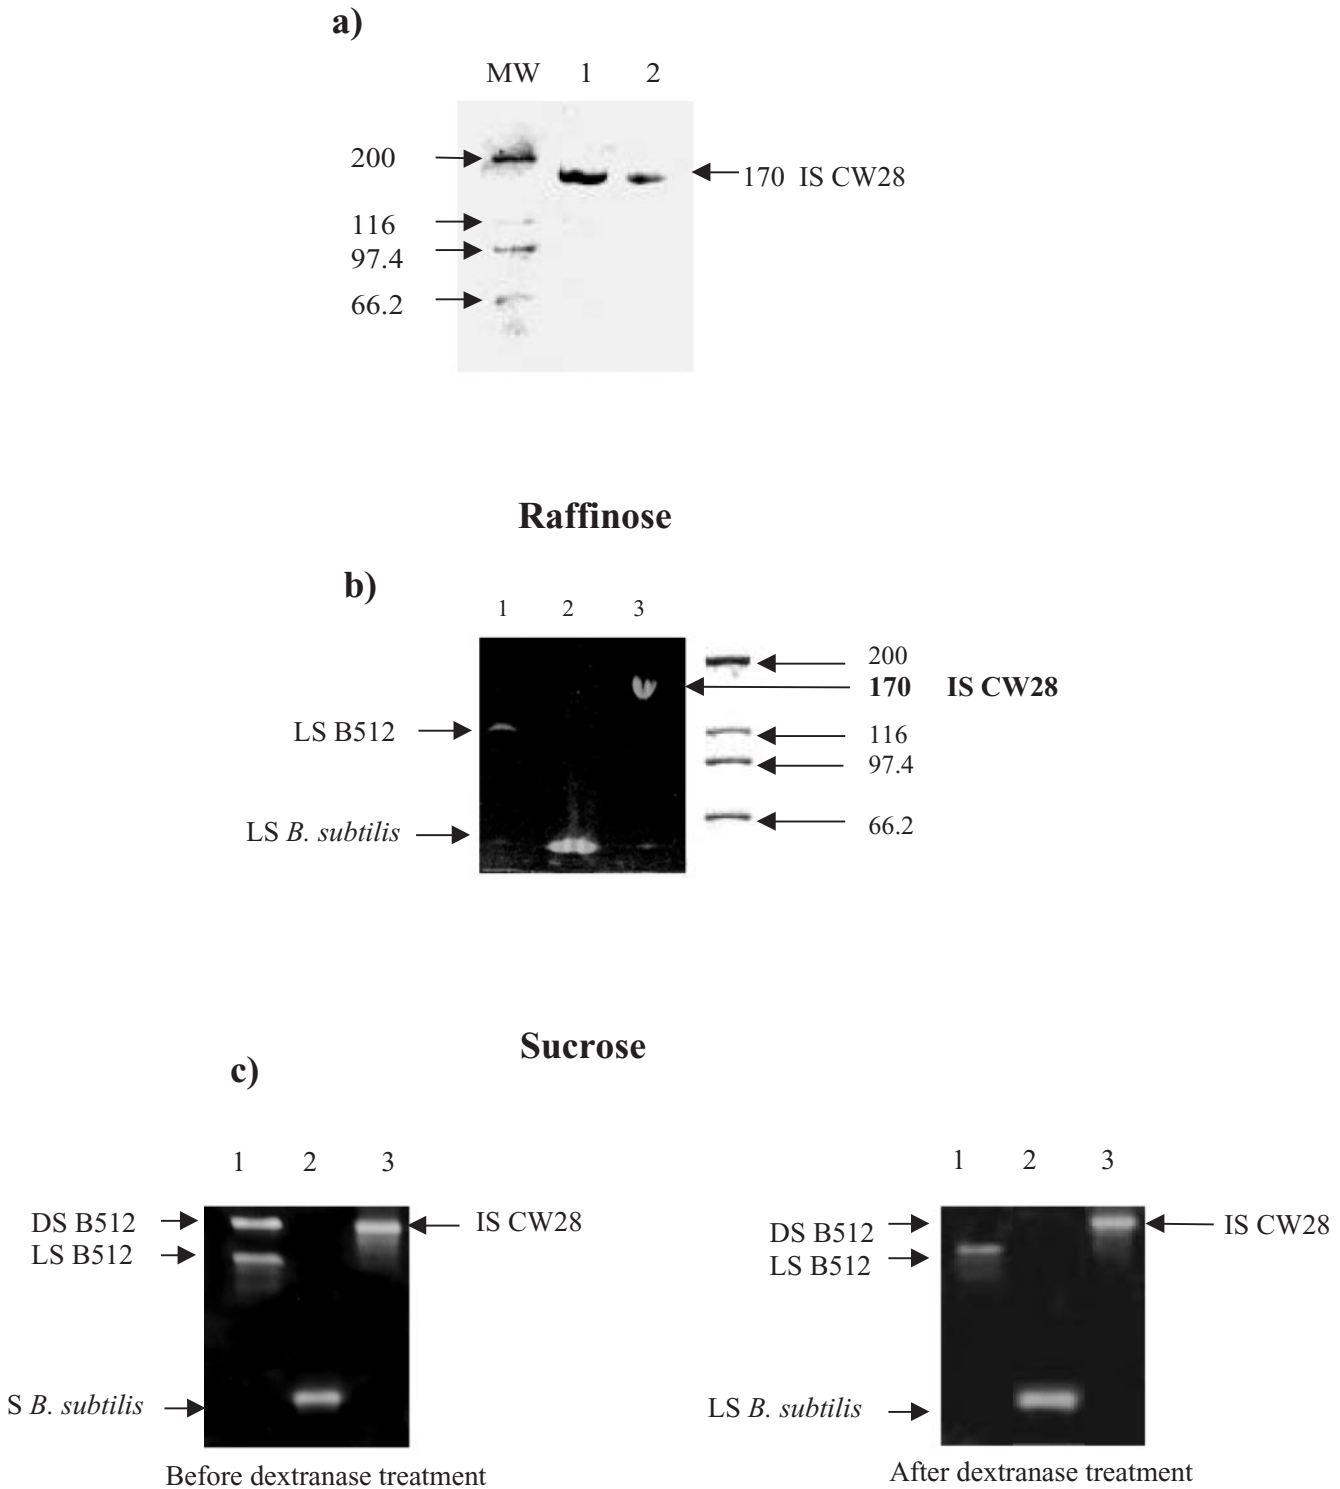 a)
MW 1 2
200
170 IS CW28
116
97.4
66.2
Raffinose
b)
1 2 3
200
170 IS CW28
LS B512
116
97.4
LS B. subtilis
66.2
Sucrose
c)
1 2 3
DS B512
IS CW28
LS B512
S B. subtilis
Before dextranase treatment
1 2 3
DS B512
IS CW28
LS B512
LS B. subtilis
After dextranase treatment